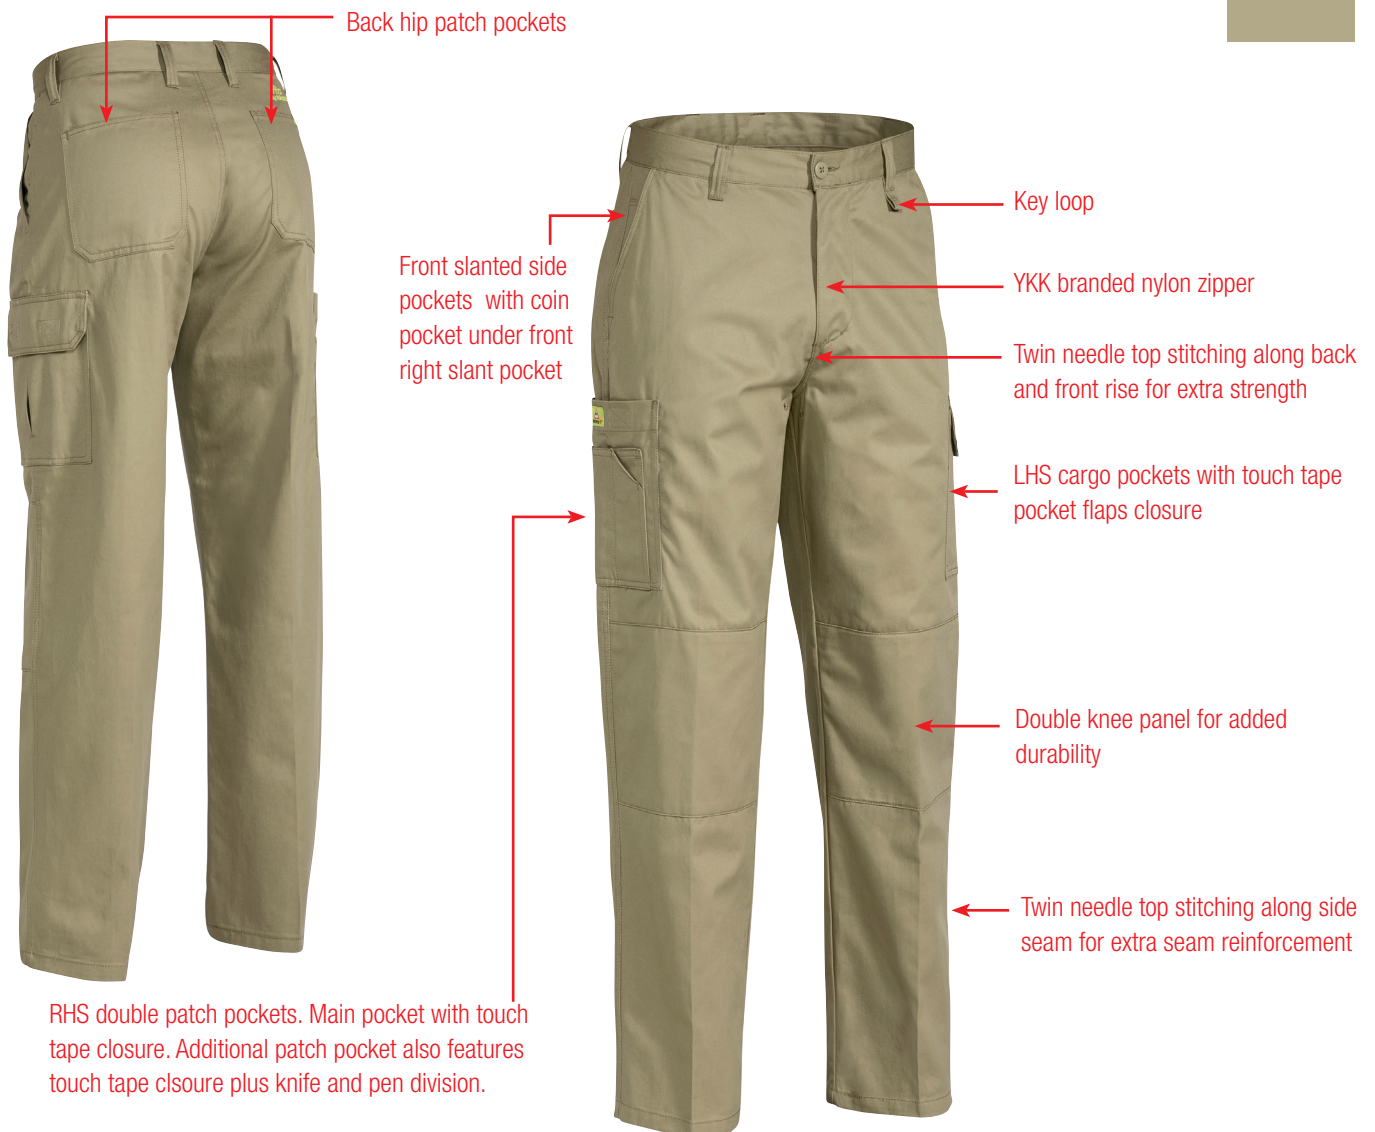 Back hip patch pockets
Key loop
Front slanted side
pockets with coin
pocket under front
right slant pocket
YKK branded nylon zipper
Twin needle top stitching along back
and front rise for extra strength
LHS cargo pockets with touch tape
pocket flaps closure
Double knee panel for added
durability
Twin needle top stitching along side
seam for extra seam reinforcement
RHS double patch pockets. Main pocket with touch
tape closure. Additional patch pocket also features
touch tape clsoure plus knife and pen division.